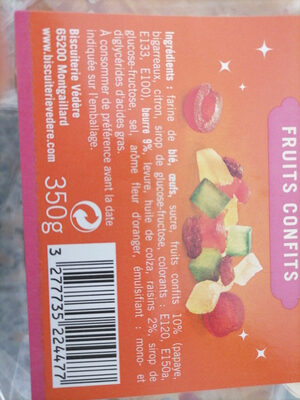 FRUITS CONFITS
Ingrédients : farine de blé, œufs, sucre, fruits confits 10% (papaye,
bigarreaux, citron, sirop de glucose-fructose, colorants : E120, E150a,
E133, E100), beurre 9%, levure, huile de colza, raisins 2%, sirop de
glucose-fructose, sel, arôme fleur d'oranger, émulsifiant : mono- et
diglycérides d'acides gras.
À consommer de préférence avant la date
indiquée sur l'emballage.
Biscuiterie Védère
65200 Montgaillard
www.biscuiterievedere.com
350g
3 277735 224477